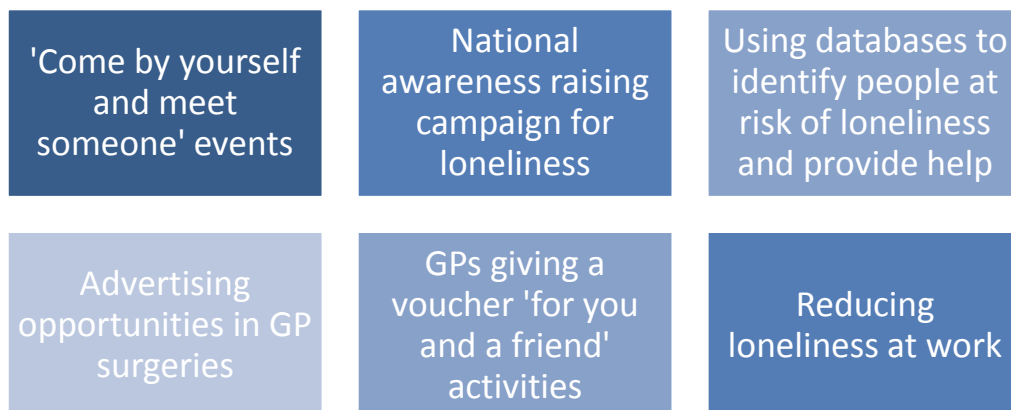 'Come by yourself
and meet
someone' events
National
awareness raising
campaign for
loneliness
Using databases to
identify people at
risk of loneliness
and provide help
Advertising
opportunities in GP
surgeries
GPs giving a
voucher 'for you
and a friend'
activities
Reducing
loneliness at work